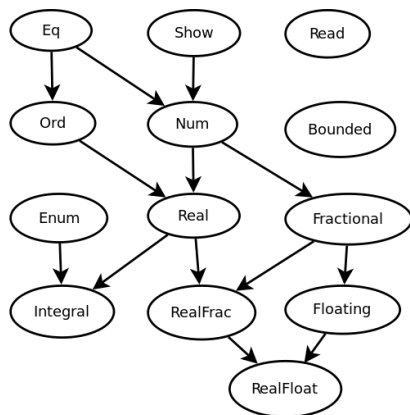 Eq
Show
Read
Ord
Num
Bounded
Enum
Real
Fractional
Integral
RealFrac
Floating
RealFloat